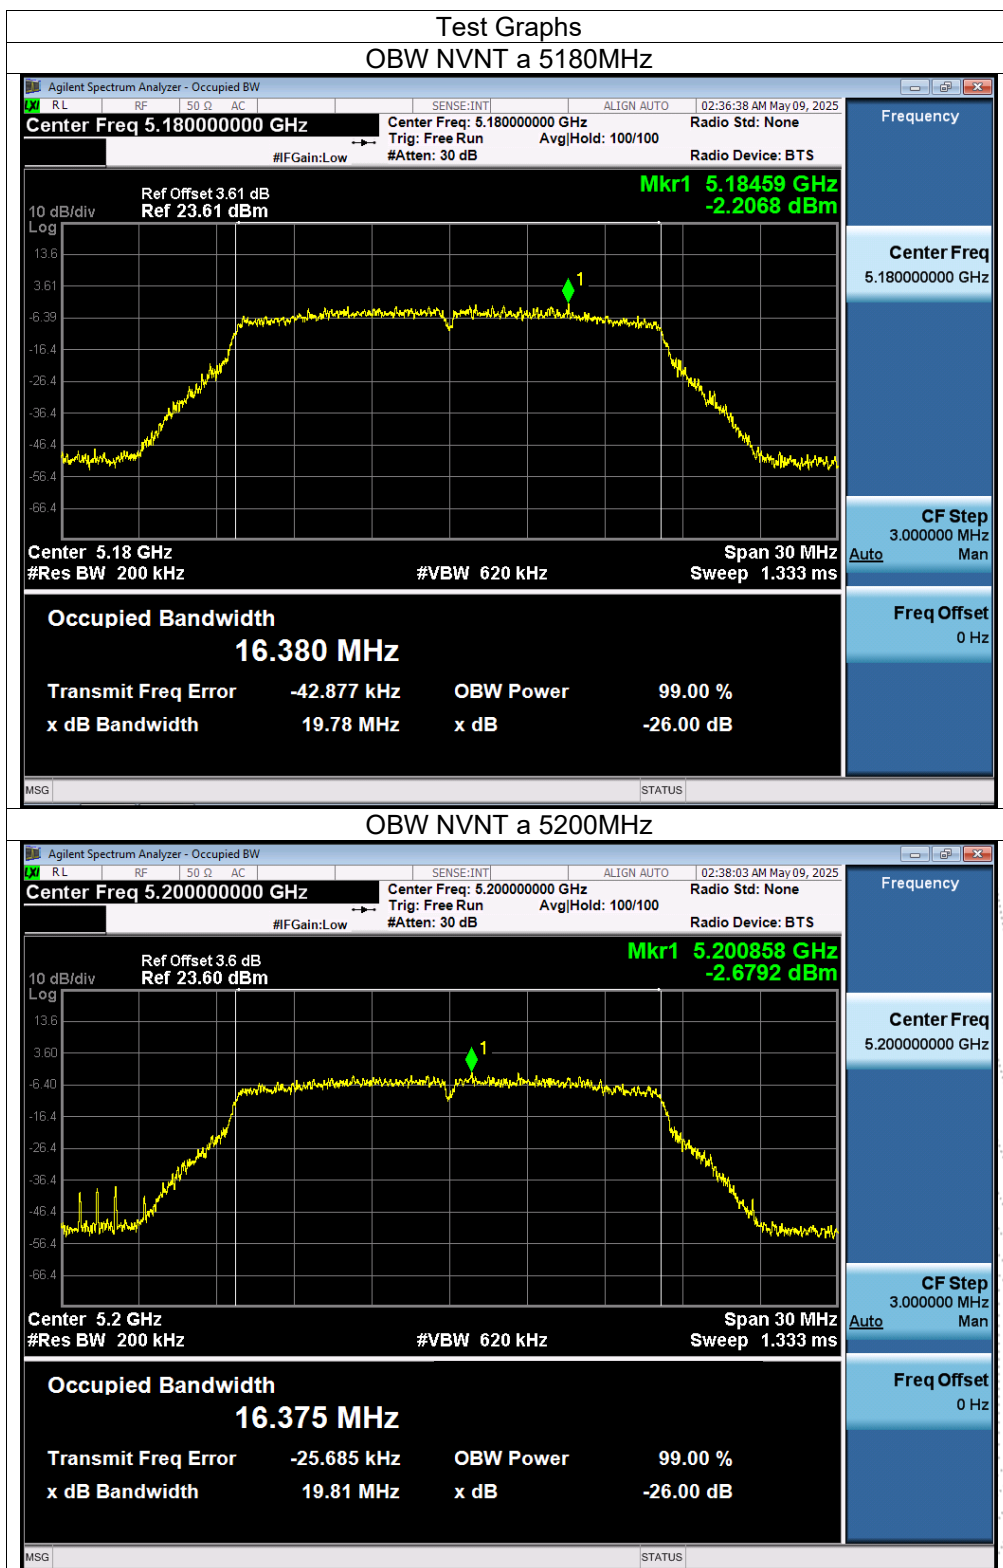 Test Graphs
OBW NVNT a 5180MHz
Agilent Spectrum Analyzer - Occupied BW
LXI RL RF 50 Ω AC SENSE:INT ALIGN AUTO 02:36:38 AM May 09, 2025
Center Freq 5.180000000 GHz Center Freq: 5.180000000 GHz Radio Std: None Frequency
Trig: Free Run Avg|Hold: 100/100
#IFGain:Low #Atten: 30 dB Radio Device: BTS
Mkr1 5.18459 GHz
Ref Offset 3.61 dB
-2.2068 dBm
10 dB/div Ref 23.61 dBm
Log
Center Freq
5.180000000 GHz
13.6
1
3.61
-6.39
-16.4
-26.4
-36.4
-46.4
-56.4
-66.4
CF Step
3.000000 MHz
Auto Man
Center 5.18 GHz Span 30 MHz
#Res BW 200 kHz #VBW 620 kHz Sweep 1.333 ms
Freq Offset
0 Hz
Occupied Bandwidth
16.380 MHz
Transmit Freq Error -42.877 kHz OBW Power 99.00 %
x dB Bandwidth 19.78 MHz x dB -26.00 dB
MSG STATUS
OBW NVNT a 5200MHz
Agilent Spectrum Analyzer - Occupied BW
LXI RL RF 50 Ω AC SENSE:INT ALIGN AUTO 02:38:03 AM May 09, 2025
Center Freq 5.200000000 GHz Center Freq: 5.200000000 GHz Radio Std: None Frequency
Trig: Free Run Avg|Hold: 100/100
#IFGain:Low #Atten: 30 dB Radio Device: BTS
Mkr1 5.200858 GHz
Ref Offset 3.6 dB
-2.6792 dBm
10 dB/div Ref 23.60 dBm
Log
Center Freq
5.200000000 GHz
13.6
1
3.60
-6.40
-16.4
-26.4
-36.4
-46.4
-56.4
-66.4
CF Step
3.000000 MHz
Auto Man
Center 5.2 GHz Span 30 MHz
#Res BW 200 kHz #VBW 620 kHz Sweep 1.333 ms
Freq Offset
0 Hz
Occupied Bandwidth
16.375 MHz
Transmit Freq Error -25.685 kHz OBW Power 99.00 %
x dB Bandwidth 19.81 MHz x dB -26.00 dB
MSG STATUS